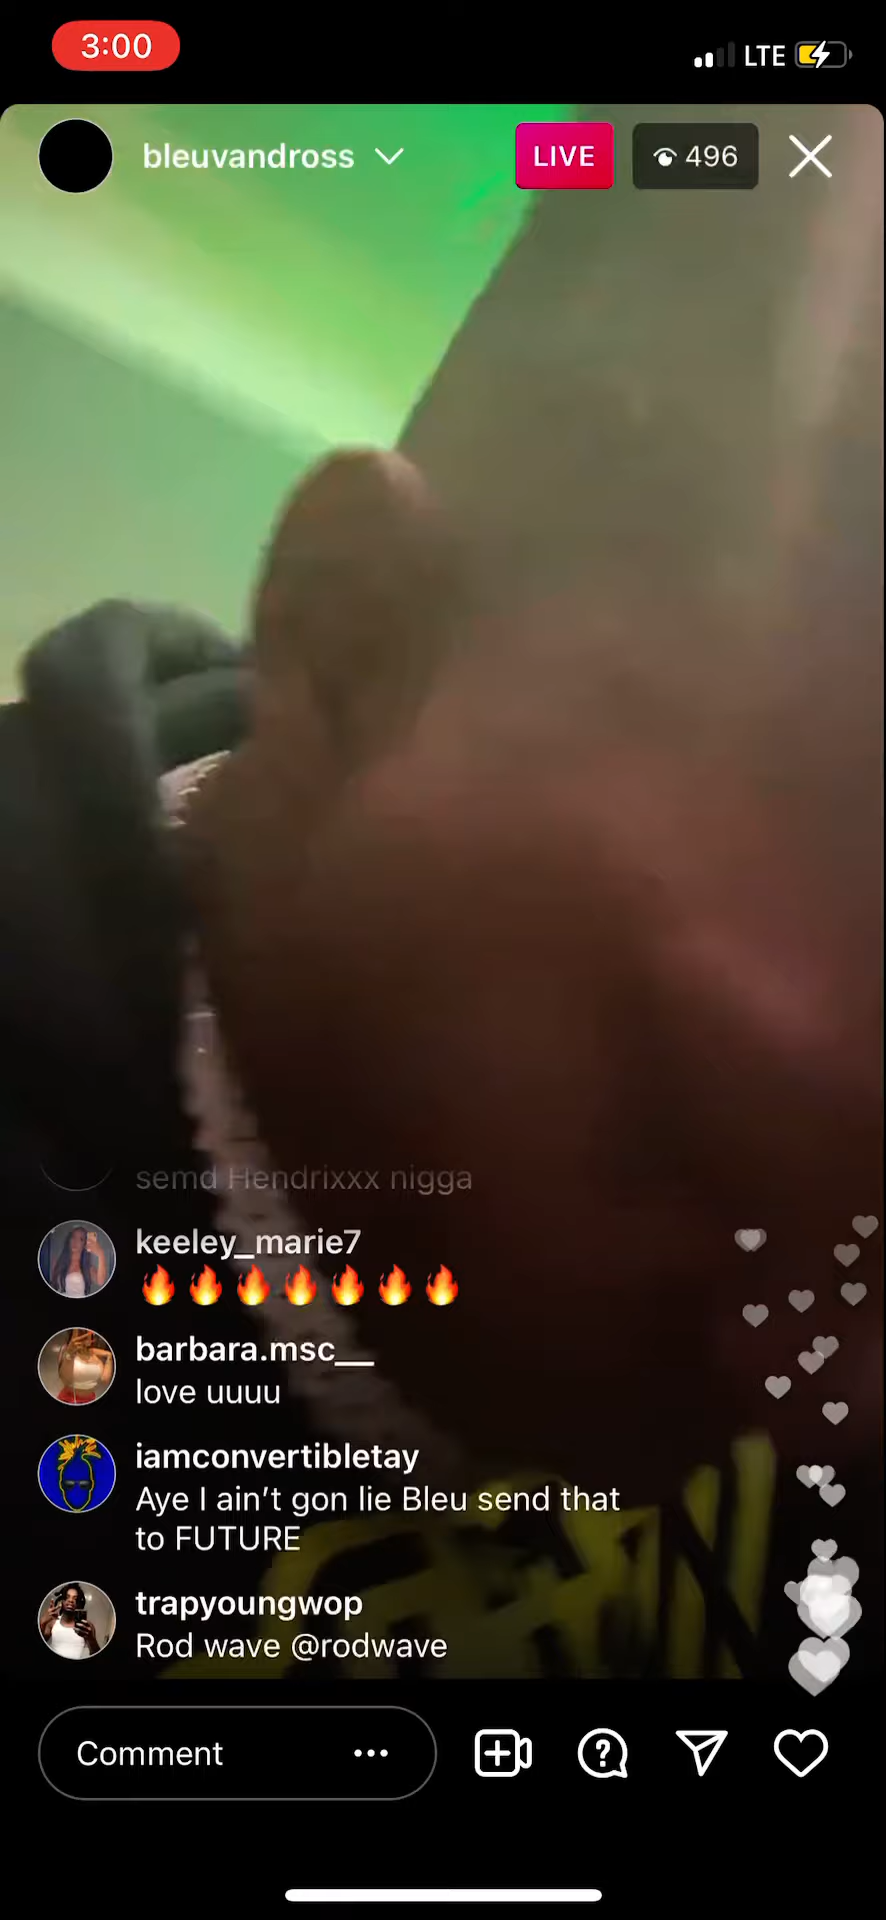 3:00
LTE
bleuvandross
LIVE
496
semd Hendrixxx nigga
keeley_marie7
🔥🔥🔥🔥🔥🔥🔥
barbara.msc__
love uuuu
iamconvertibletay
Aye I ain’t gon lie Bleu send that
to FUTURE
trapyoungwop
Rod wave @rodwave
Comment